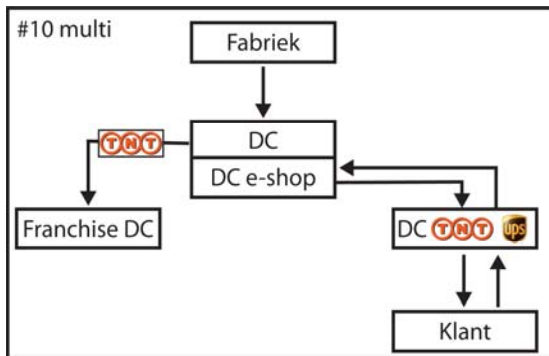 #10 multi
Fabriek
TNT
DC
DC e-shop
Franchise DC
DC TNT ups
Klant